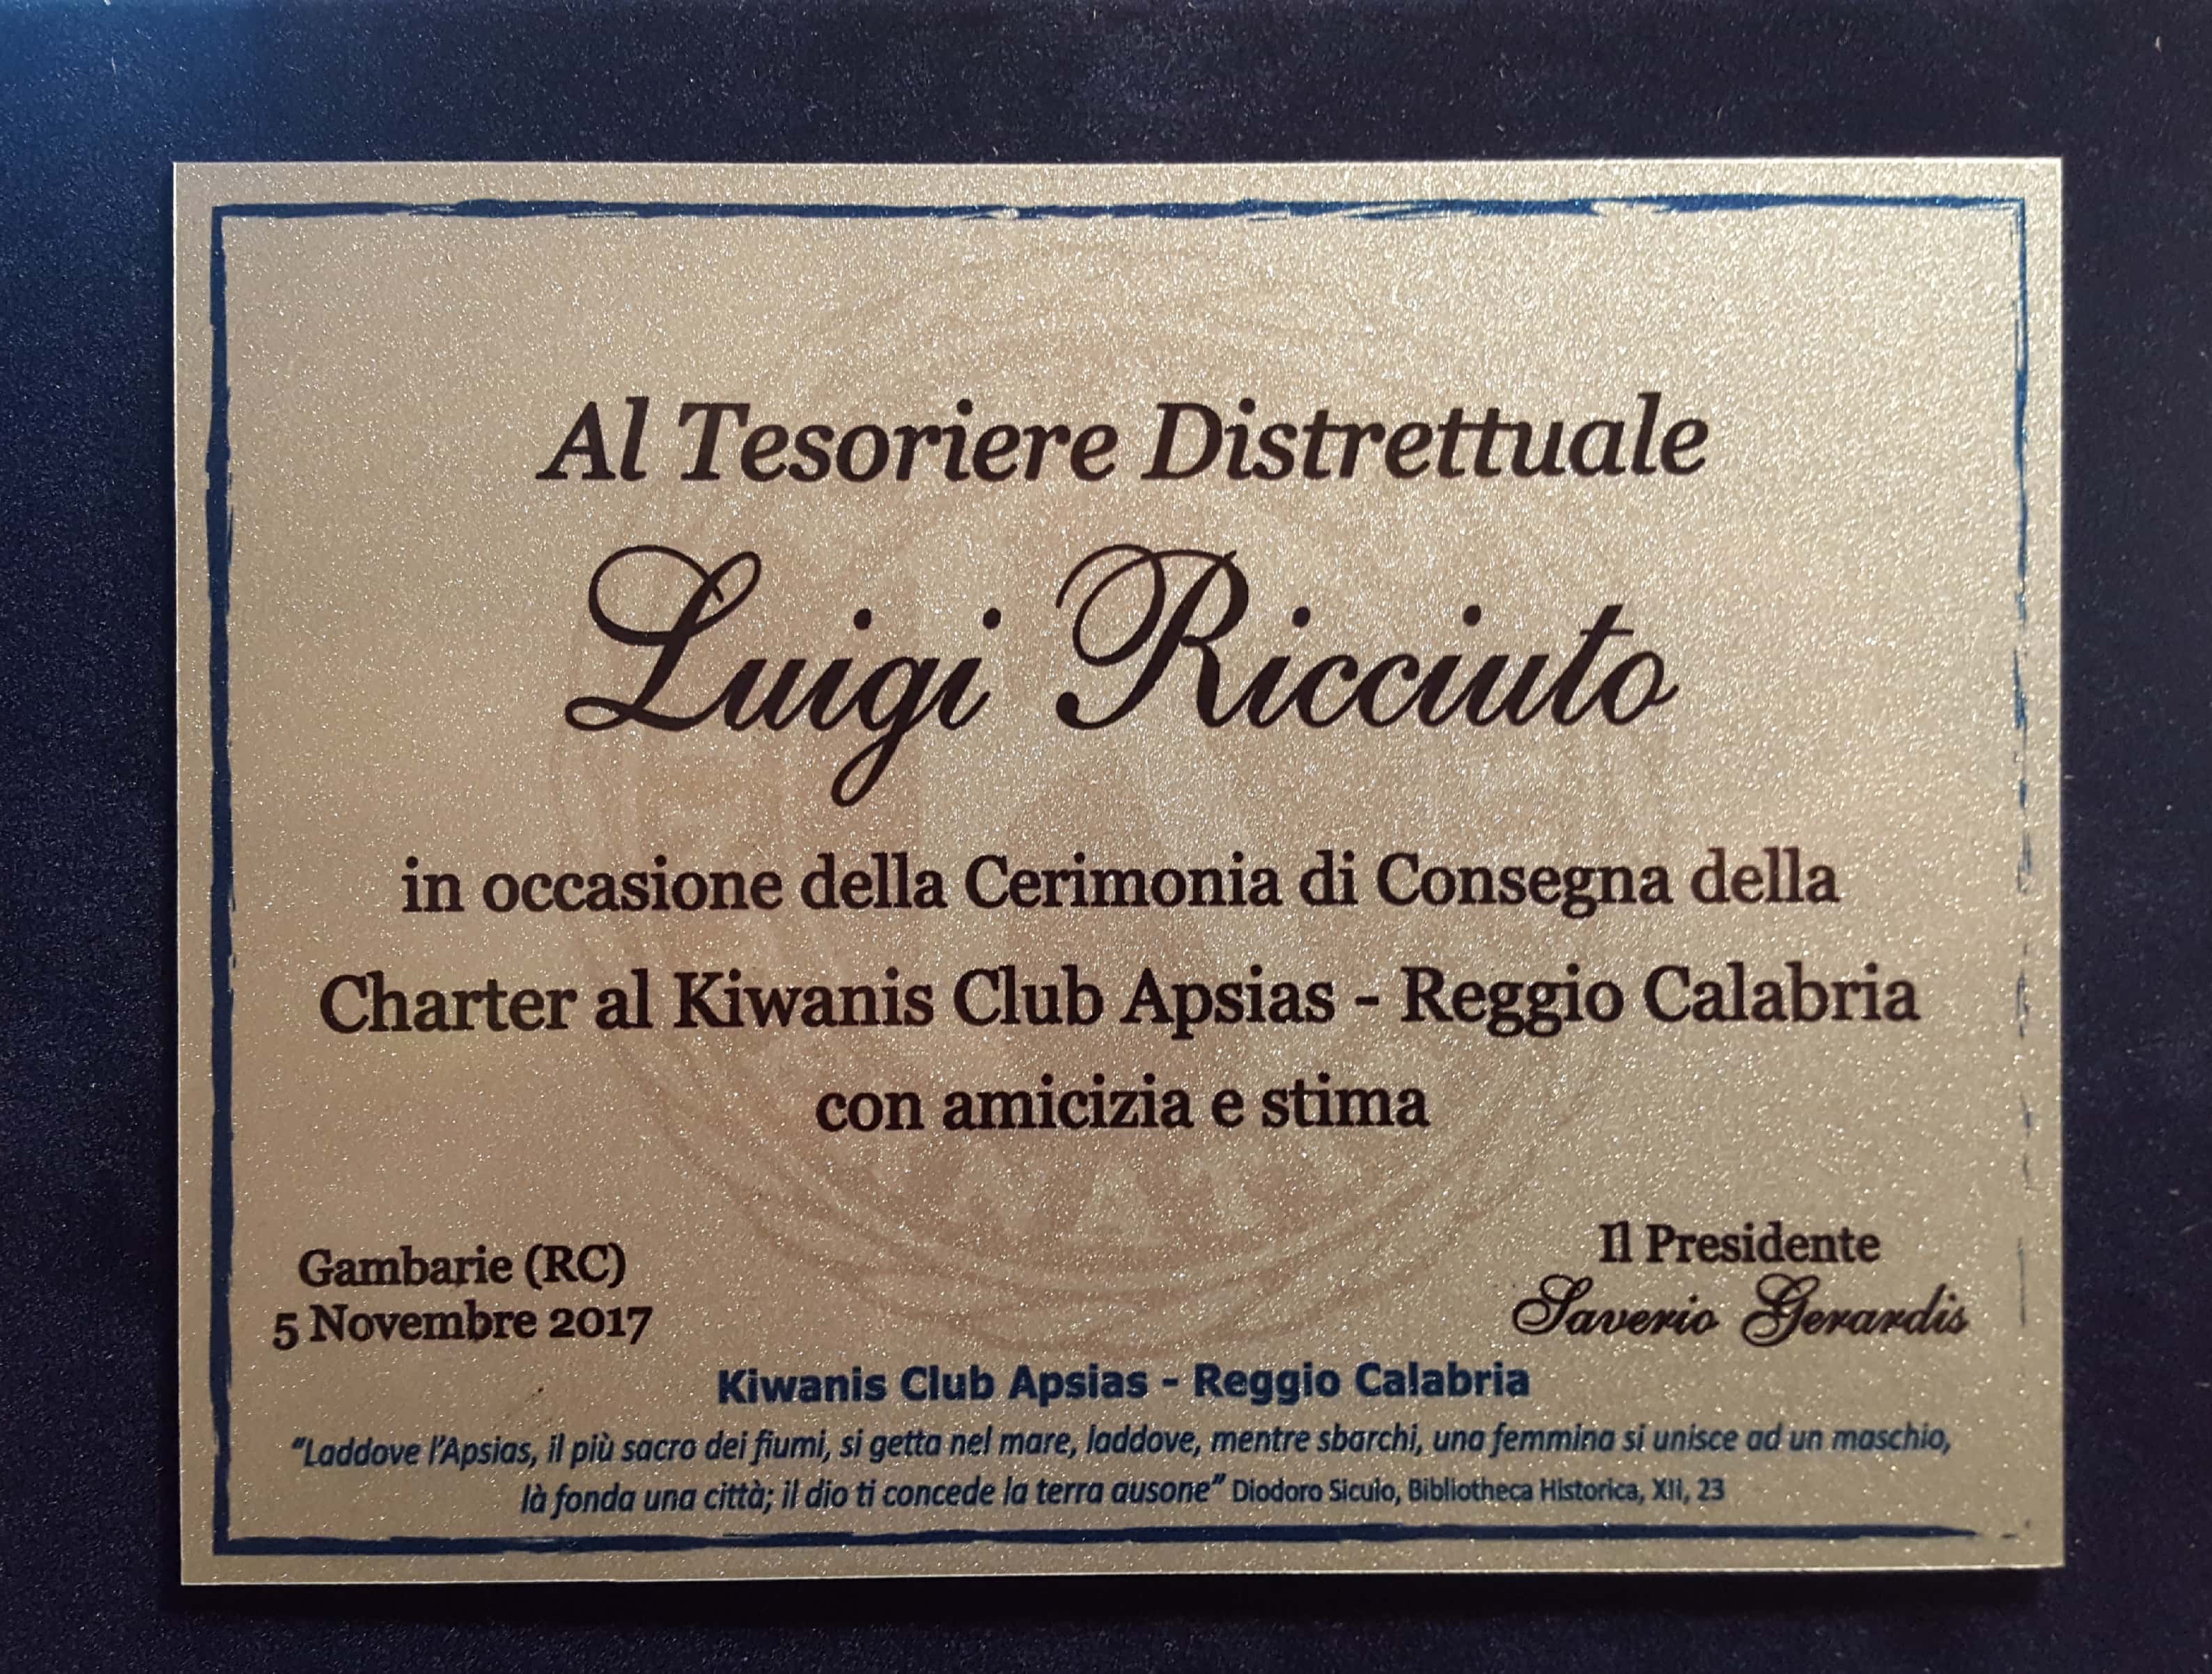 Al Tesoriere Distrettuale
Luigi Ricciuto
in occasione della Cerimonia di Consegna della
Charter al Kiwanis Club Apsias - Reggio Calabria
con amicizia e stima
Gambarie (RC)
5 Novembre 2017
Il Presidente
Saverio Gerardis
Kiwanis Club Apsias - Reggio Calabria
"Laddove l'Apsias, il più sacro dei fiumi, si getta nel mare, laddove, mentre sbarchi, una femmina si unisce ad un maschio,
là fonda una città; il dio ti concede la terra ausone" Diodoro Siculo, Bibliotheca Historica, XII, 23